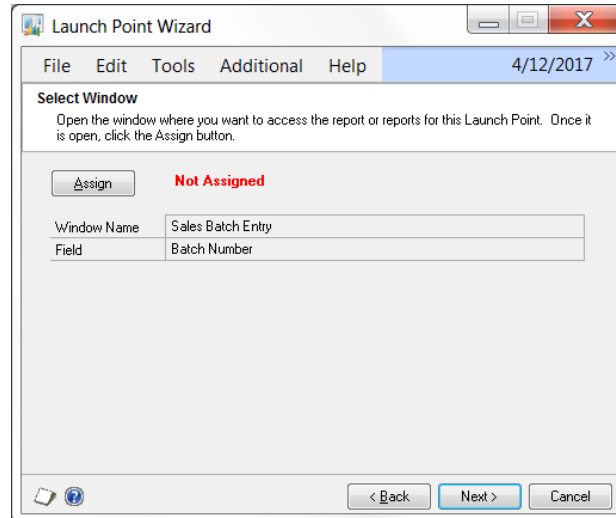 Launch Point Wizard
File Edit Tools Additional Help 4/12/2017 »
Select Window
Open the window where you want to access the report or reports for this Launch Point. Once it
is open, click the Assign button.
Assign Not Assigned
Window Name Sales Batch Entry
Field Batch Number
< Back Next > Cancel